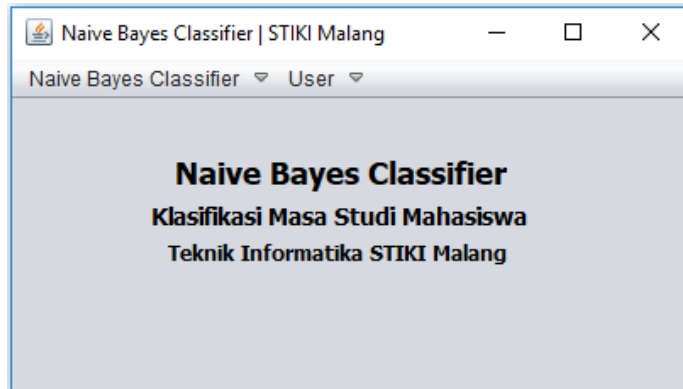 Naive Bayes Classifier | STIKI Malang
Naive Bayes Classifier User
Naive Bayes Classifier
Klasifikasi Masa Studi Mahasiswa
Teknik Informatika STIKI Malang